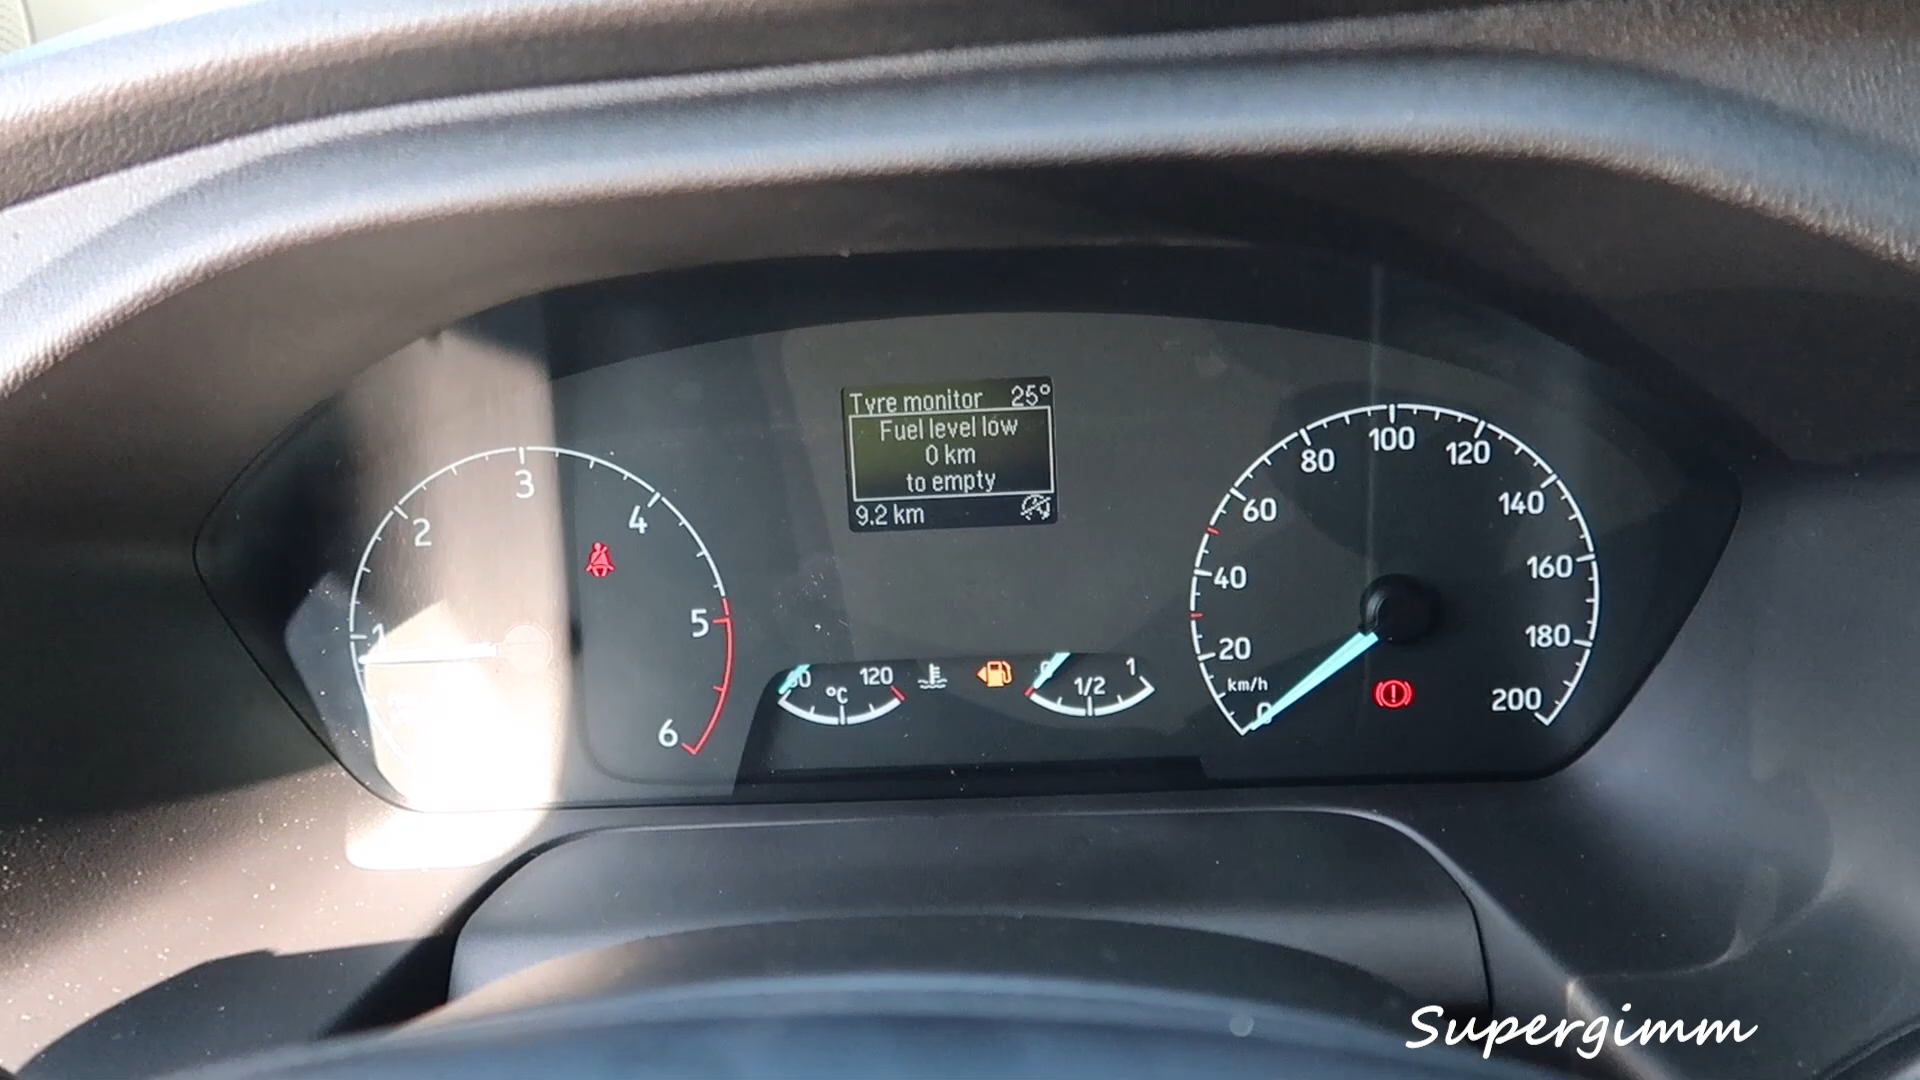 Tyre monitor 25°
Fuel level low
0 km
to empty
9.2 km
1
2
3
4
5
6
°C
120
0
1/2
1
0
20
40
60
80
100
120
140
160
180
200
km/h
Supergimm